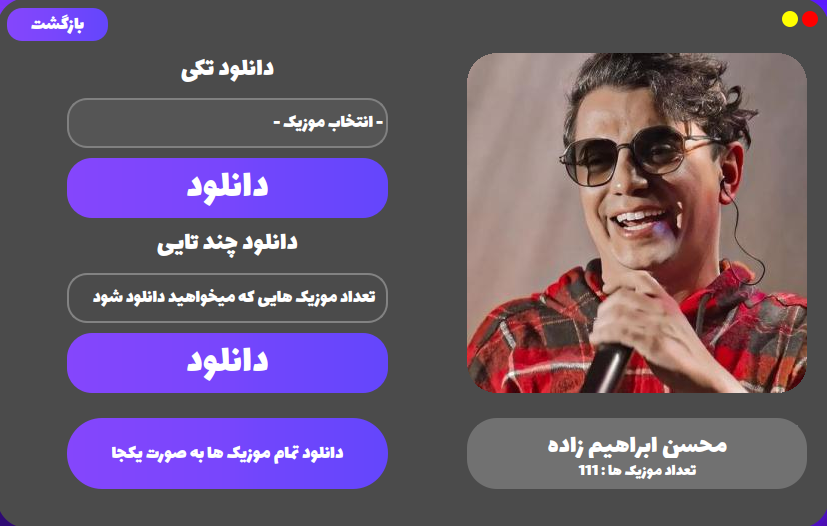 بازگشت
دانلود تکی
- انتخاب موزیک -
دانلود
دانلود چند تایی
تعداد موزیک هایی که میخواهید دانلود شود
دانلود
دانلود تمام موزیک ها به صورت یکجا
محسن ابراهیم زاده
تعداد موزیک ها : 111